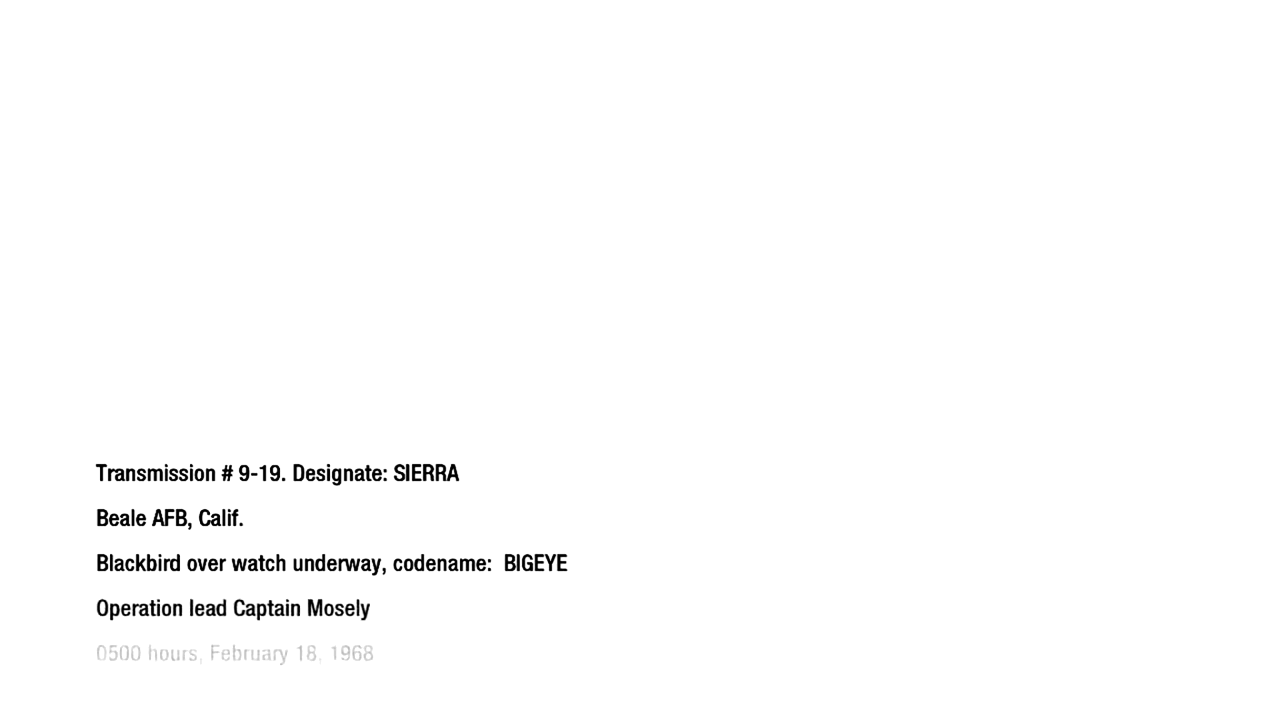 Transmission # 9-19. Designate: SIERRA
Beale AFB, Calif.
Blackbird over watch underway, codename:  BIGEYE
Operation lead Captain Mosely
0500 hours, February 18, 1968